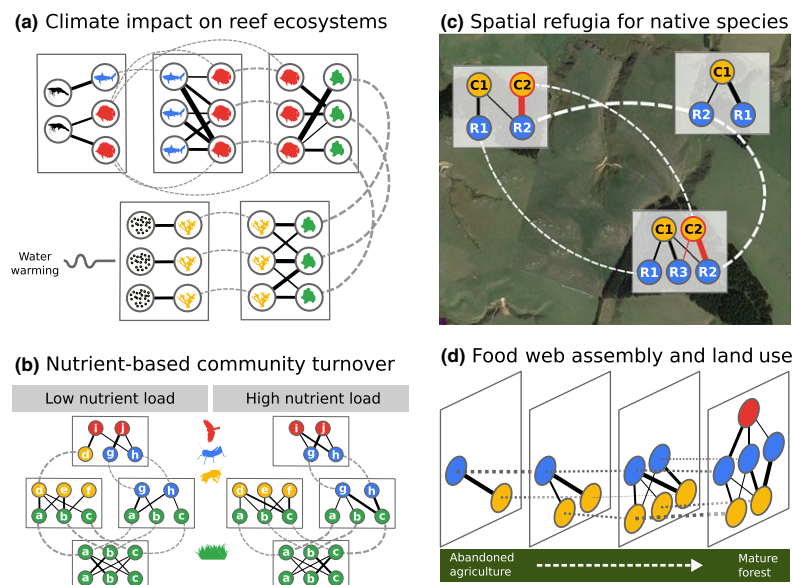 (a) Climate impact on reef ecosystems
Water
warming
(b) Nutrient-based community turnover
Low nutrient load
High nutrient load
i j
d g h
d e f
a b c
g h
a b c
a b c
a b c
i j
g h
d e f
a b c
g h
a b c
a b c
a b c
(c) Spatial refugia for native species
C1 C2
R1 R2
C1
R2 R1
C1 C2
R1 R3 R2
(d) Food web assembly and land use
Abandoned
agriculture
Mature
forest